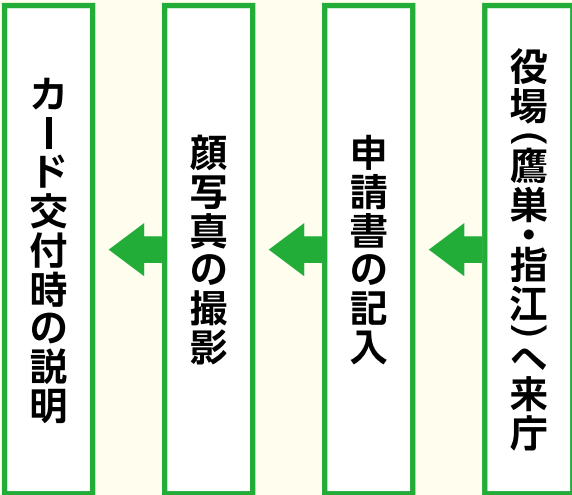 役場（鷹巣・指江）へ来庁
申請書の記入
顔写真の撮影
カード交付時の説明